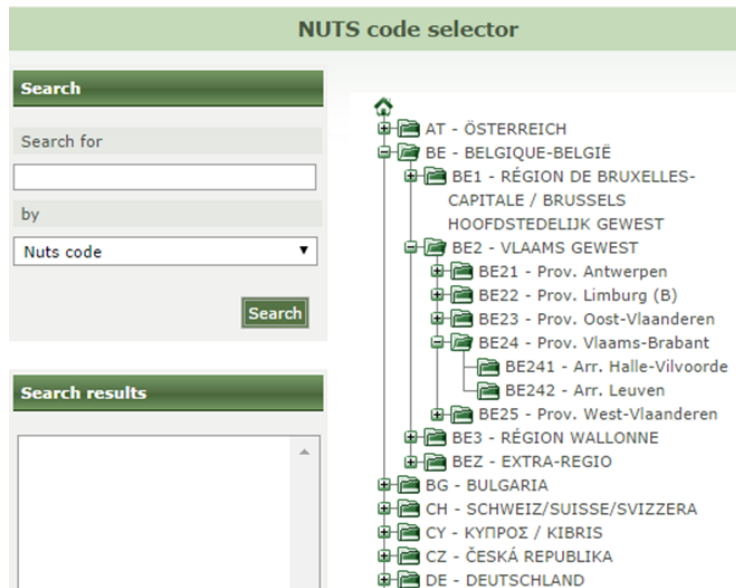 NUTS code selector
Search
Search for
by
Nuts code
Search
Search results
AT - ÖSTERREICH
BE - BELGIQUE-BELGIË
BE1 - RÉGION DE BRUXELLES-
CAPITALE / BRUSSELS
HOOFDSTEDELIJK GEWEST
BE2 - VLAAMS GEWEST
BE21 - Prov. Antwerpen
BE22 - Prov. Limburg (B)
BE23 - Prov. Oost-Vlaanderen
BE24 - Prov. Vlaams-Brabant
BE241 - Arr. Halle-Vilvoorde
BE242 - Arr. Leuven
BE25 - Prov. West-Vlaanderen
BE3 - RÉGION WALLONNE
BEZ - EXTRA-REGIO
BG - BULGARIA
CH - SCHWEIZ/SUISSE/SVIZZERA
CY - ΚΥΠΡΟΣ / KIBRIS
CZ - ČESKÁ REPUBLIKA
DE - DEUTSCHLAND